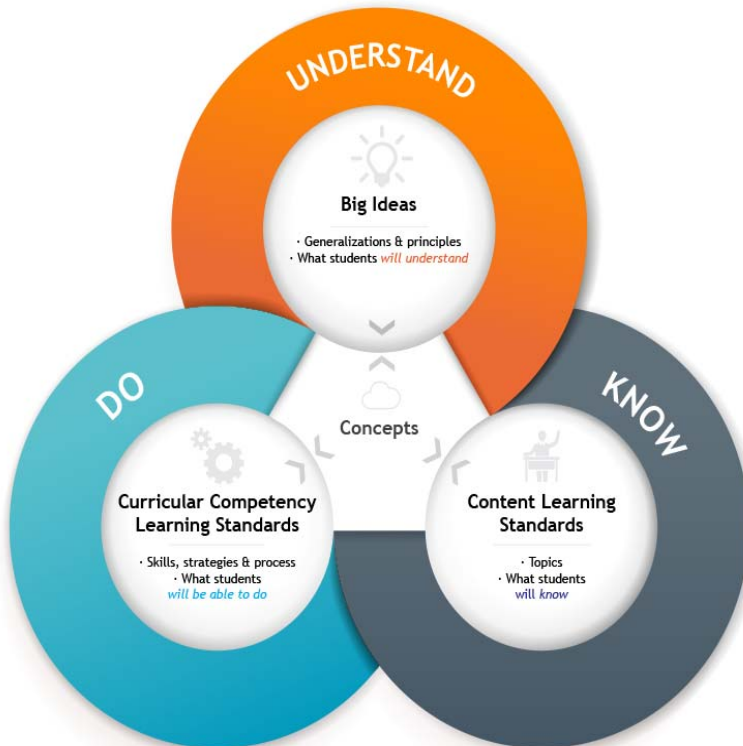 UNDERSTAND
Big Ideas
· Generalizations & principles
· What students will understand
DO
KNOW
Concepts
Curricular Competency
Learning Standards
· Skills, strategies & process
· What students
will be able to do
Content Learning
Standards
· Topics
· What students
will know